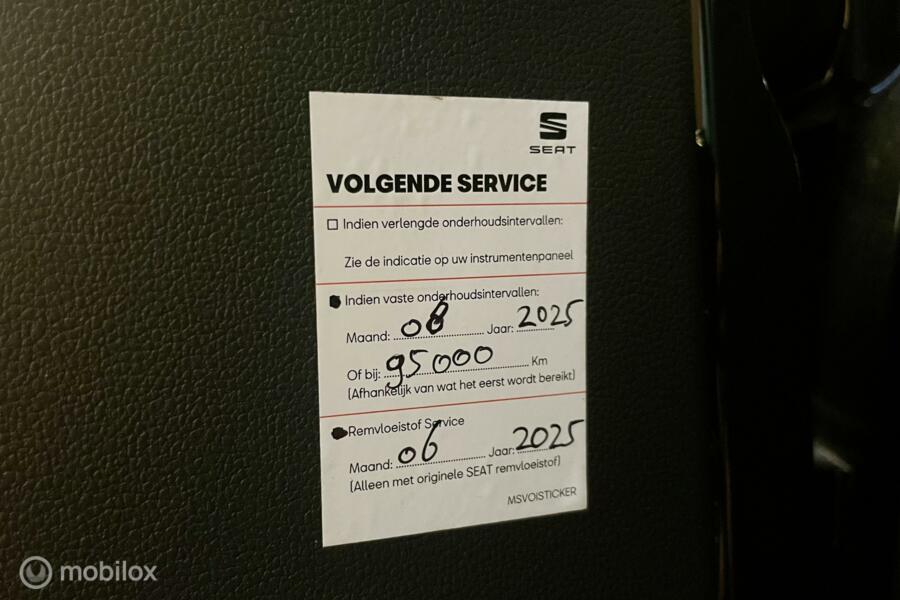 SEAT
VOLGENDE SERVICE
Indien verlengde onderhoudsintervallen:
Zie de indicatie op uw instrumentenpaneel
Indien vaste onderhoudsintervallen:
Maand: 08 Jaar: 2025
Of bij: 95000 Km
(Afhankelijk van wat het eerst wordt bereikt)
Remvloeistof Service
Maand: 06 Jaar: 2025
(Alleen met originele SEAT remvloeistof)
MSVOISTICKER
mobilox